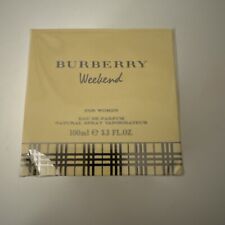 BURBERRY
Weekend
FOR WOMEN
EAU DE PARFUM
NATURAL SPRAY VAPORISATEUR
100ml ℮ 3.3 FL.OZ.